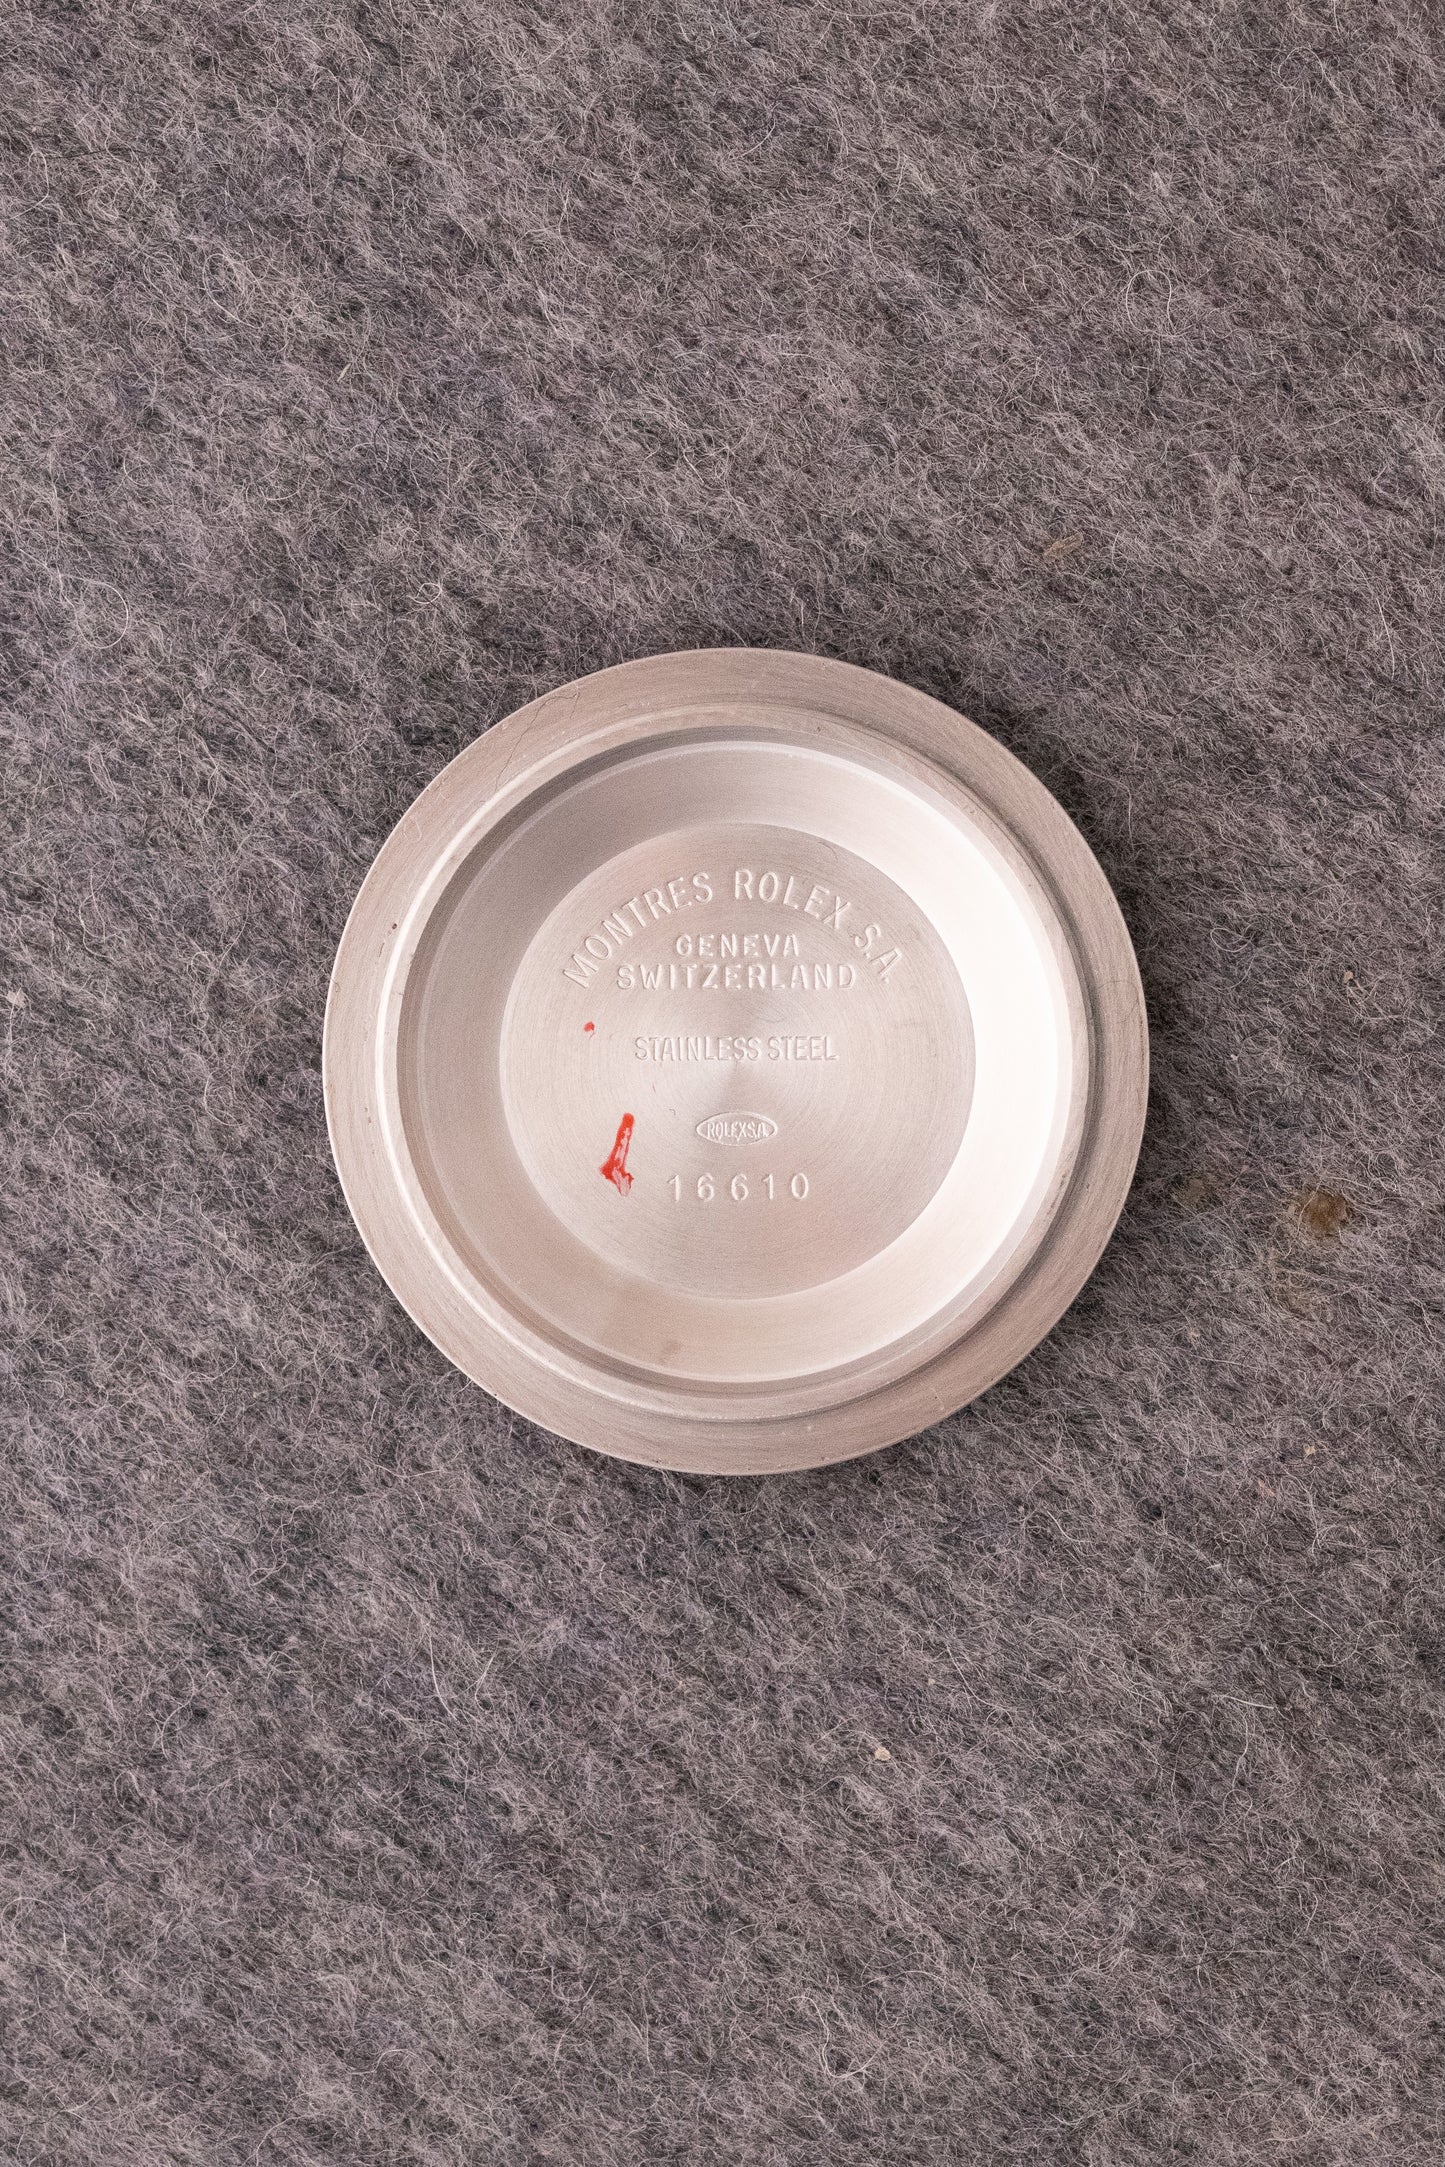 MONTRES ROLEX S.A.
GENEVA
SWITZERLAND
STAINLESS STEEL
ROLEX S.A.
16610